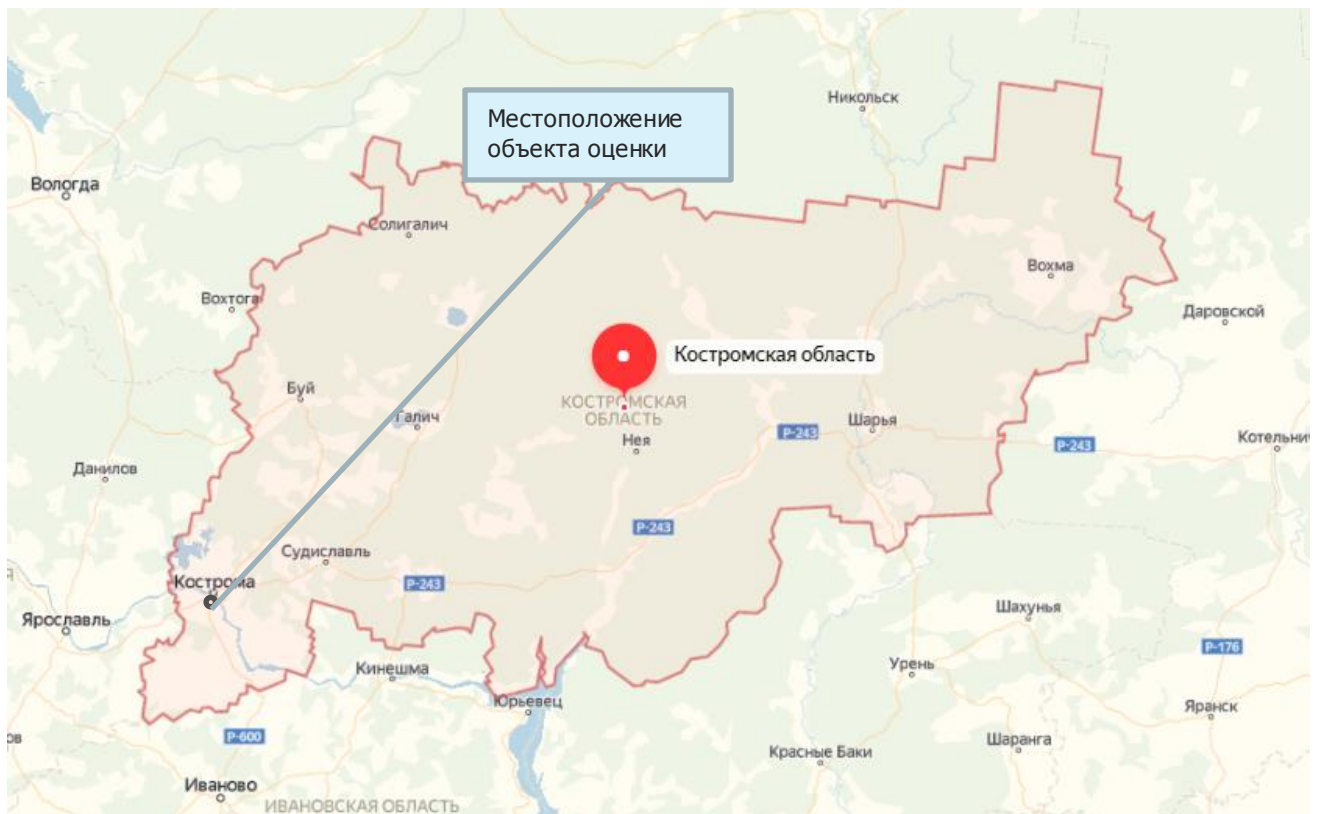 Местоположение
объекта оценки
Никольск
Вологда
Солигалич
Вохма
Вохтога
Даровской
Костромская область
Буй
КОСТРОМСКАЯ
ОБЛАСТЬ
Галич
Шарья
Р-243
Нея
Р-243
Котельнич
Данилов
Р-243
Судиславль
Кострома
Р-243
Ярославль
Шахунья
Р-176
Кинешма
Урень
Юрьевец
Яранск
Р-600
ов
Шаранга
Красные Баки
Иваново
ИВАНОВСКАЯ ОБЛАСТЬ